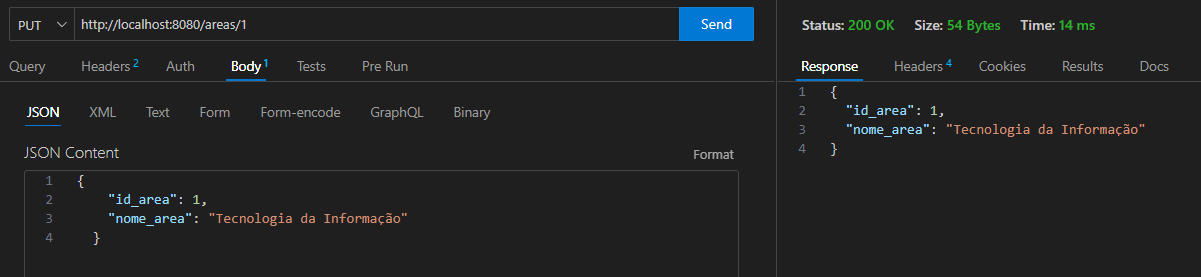 PUT http://localhost:8080/areas/1 Send
Query Headers 2 Auth Body 1 Tests Pre Run
JSON XML Text Form Form-encode GraphQL Binary
JSON Content Format
1 {
2 "id_area": 1,
3 "nome_area": "Tecnologia da Informação"
4 }
Status: 200 OK Size: 54 Bytes Time: 14 ms
Response Headers 4 Cookies Results Docs
1 {
2 "id_area": 1,
3 "nome_area": "Tecnologia da Informação"
4 }